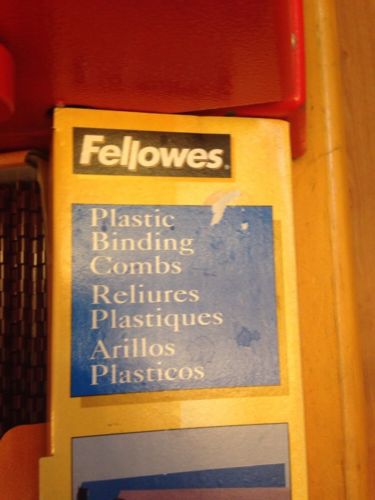 Fellowes.
Plastic
Binding
Combs
Reliures
Plastiques
Arillos
Plasticos